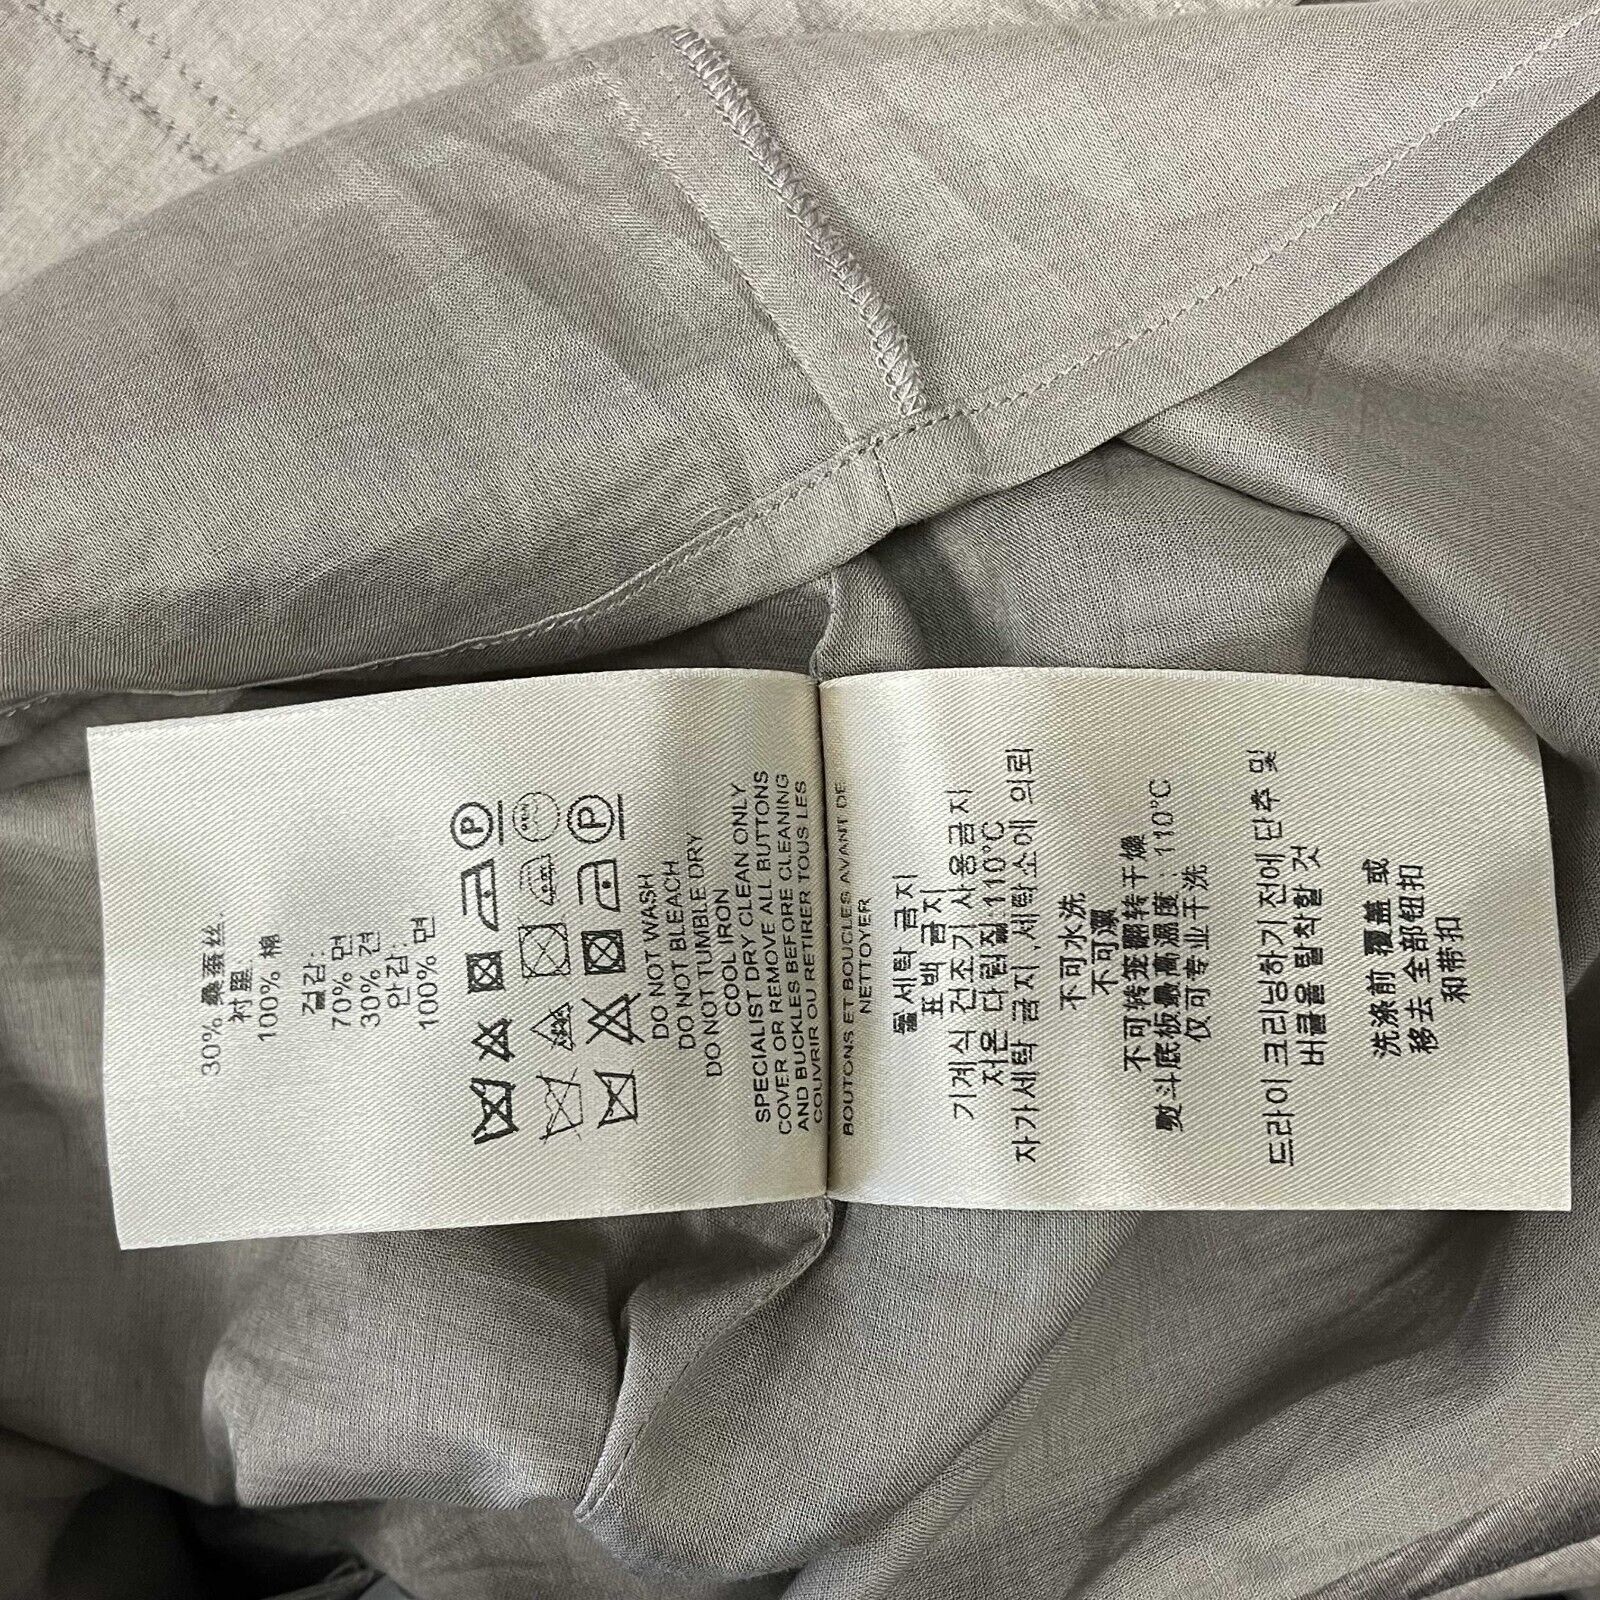 30% 桑蚕丝.
衬里:
100% 棉
겉감:
70% 면
30% 견
안감:
100% 면
P P
DO NOT WASH
DO NOT BLEACH
DO NOT TUMBLE DRY
COOL IRON
SPECIALIST DRY CLEAN ONLY
COVER OR REMOVE ALL BUTTONS
AND BUCKLES BEFORE CLEANING
COUVRIR OU RETIRER TOUS LES
BOUTONS ET BOUCLES AVANT DE
NETTOYER
물세탁 금지
표백 금지
기계식 건조기 사용금지
저온 다림질:110°C
자가세탁 금지,세탁소에 의뢰
不可水洗
不可漂
不可转笼翻转干燥
熨斗底板最高温度:110°C
仅可专业干洗
드라이 크리닝하기 전에 단추 및
버클을 탈착할 것
洗涤前 覆盖 或
移去 全部钮扣
和带扣